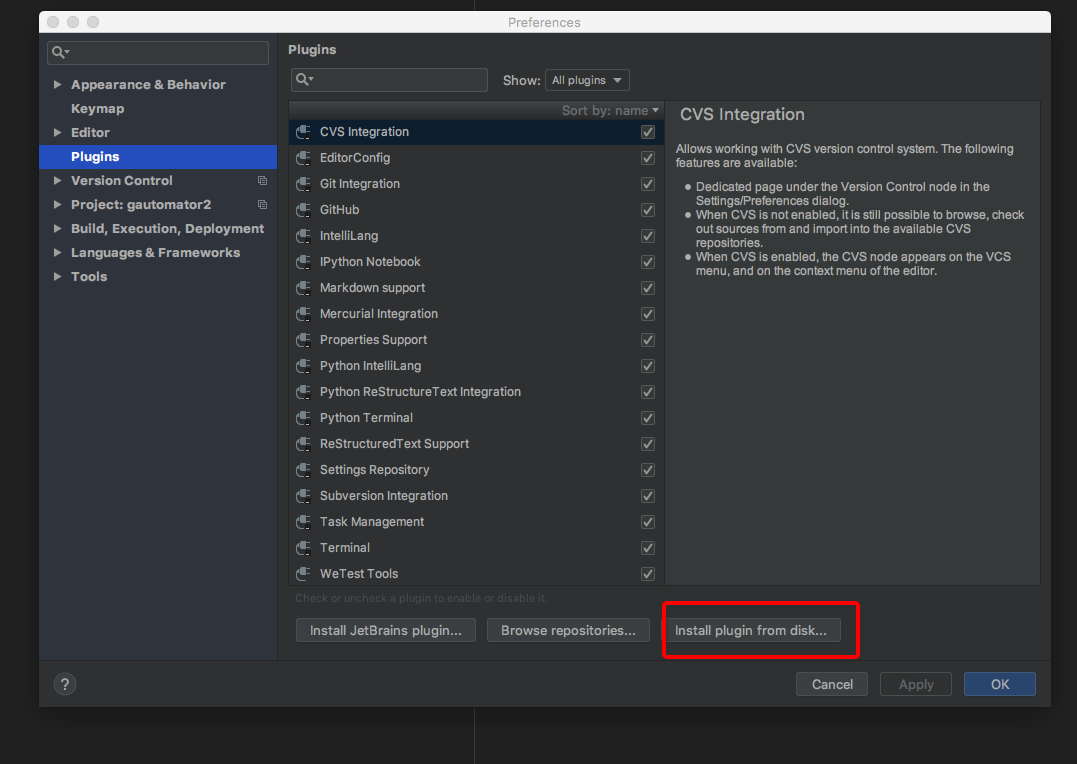 Preferences
Appearance & Behavior
Keymap
Editor
Plugins
Version Control
Project: gautomator2
Build, Execution, Deployment
Languages & Frameworks
Tools
Plugins
Show: All plugins
Sort by: name
CVS Integration
EditorConfig
Git Integration
GitHub
IntelliLang
IPython Notebook
Markdown support
Mercurial Integration
Properties Support
Python IntelliLang
Python ReStructureText Integration
Python Terminal
ReStructuredText Support
Settings Repository
Subversion Integration
Task Management
Terminal
WeTest Tools
Check or uncheck a plugin to enable or disable it.
Install JetBrains plugin... Browse repositories... Install plugin from disk...
CVS Integration
Allows working with CVS version control system. The following
features are available:
● Dedicated page under the Version Control node in the
Settings/Preferences dialog.
● When CVS is not enabled, it is still possible to browse, check
out sources from and import into the available CVS
repositories.
● When CVS is enabled, the CVS node appears on the VCS
menu, and on the context menu of the editor.
? Cancel Apply OK